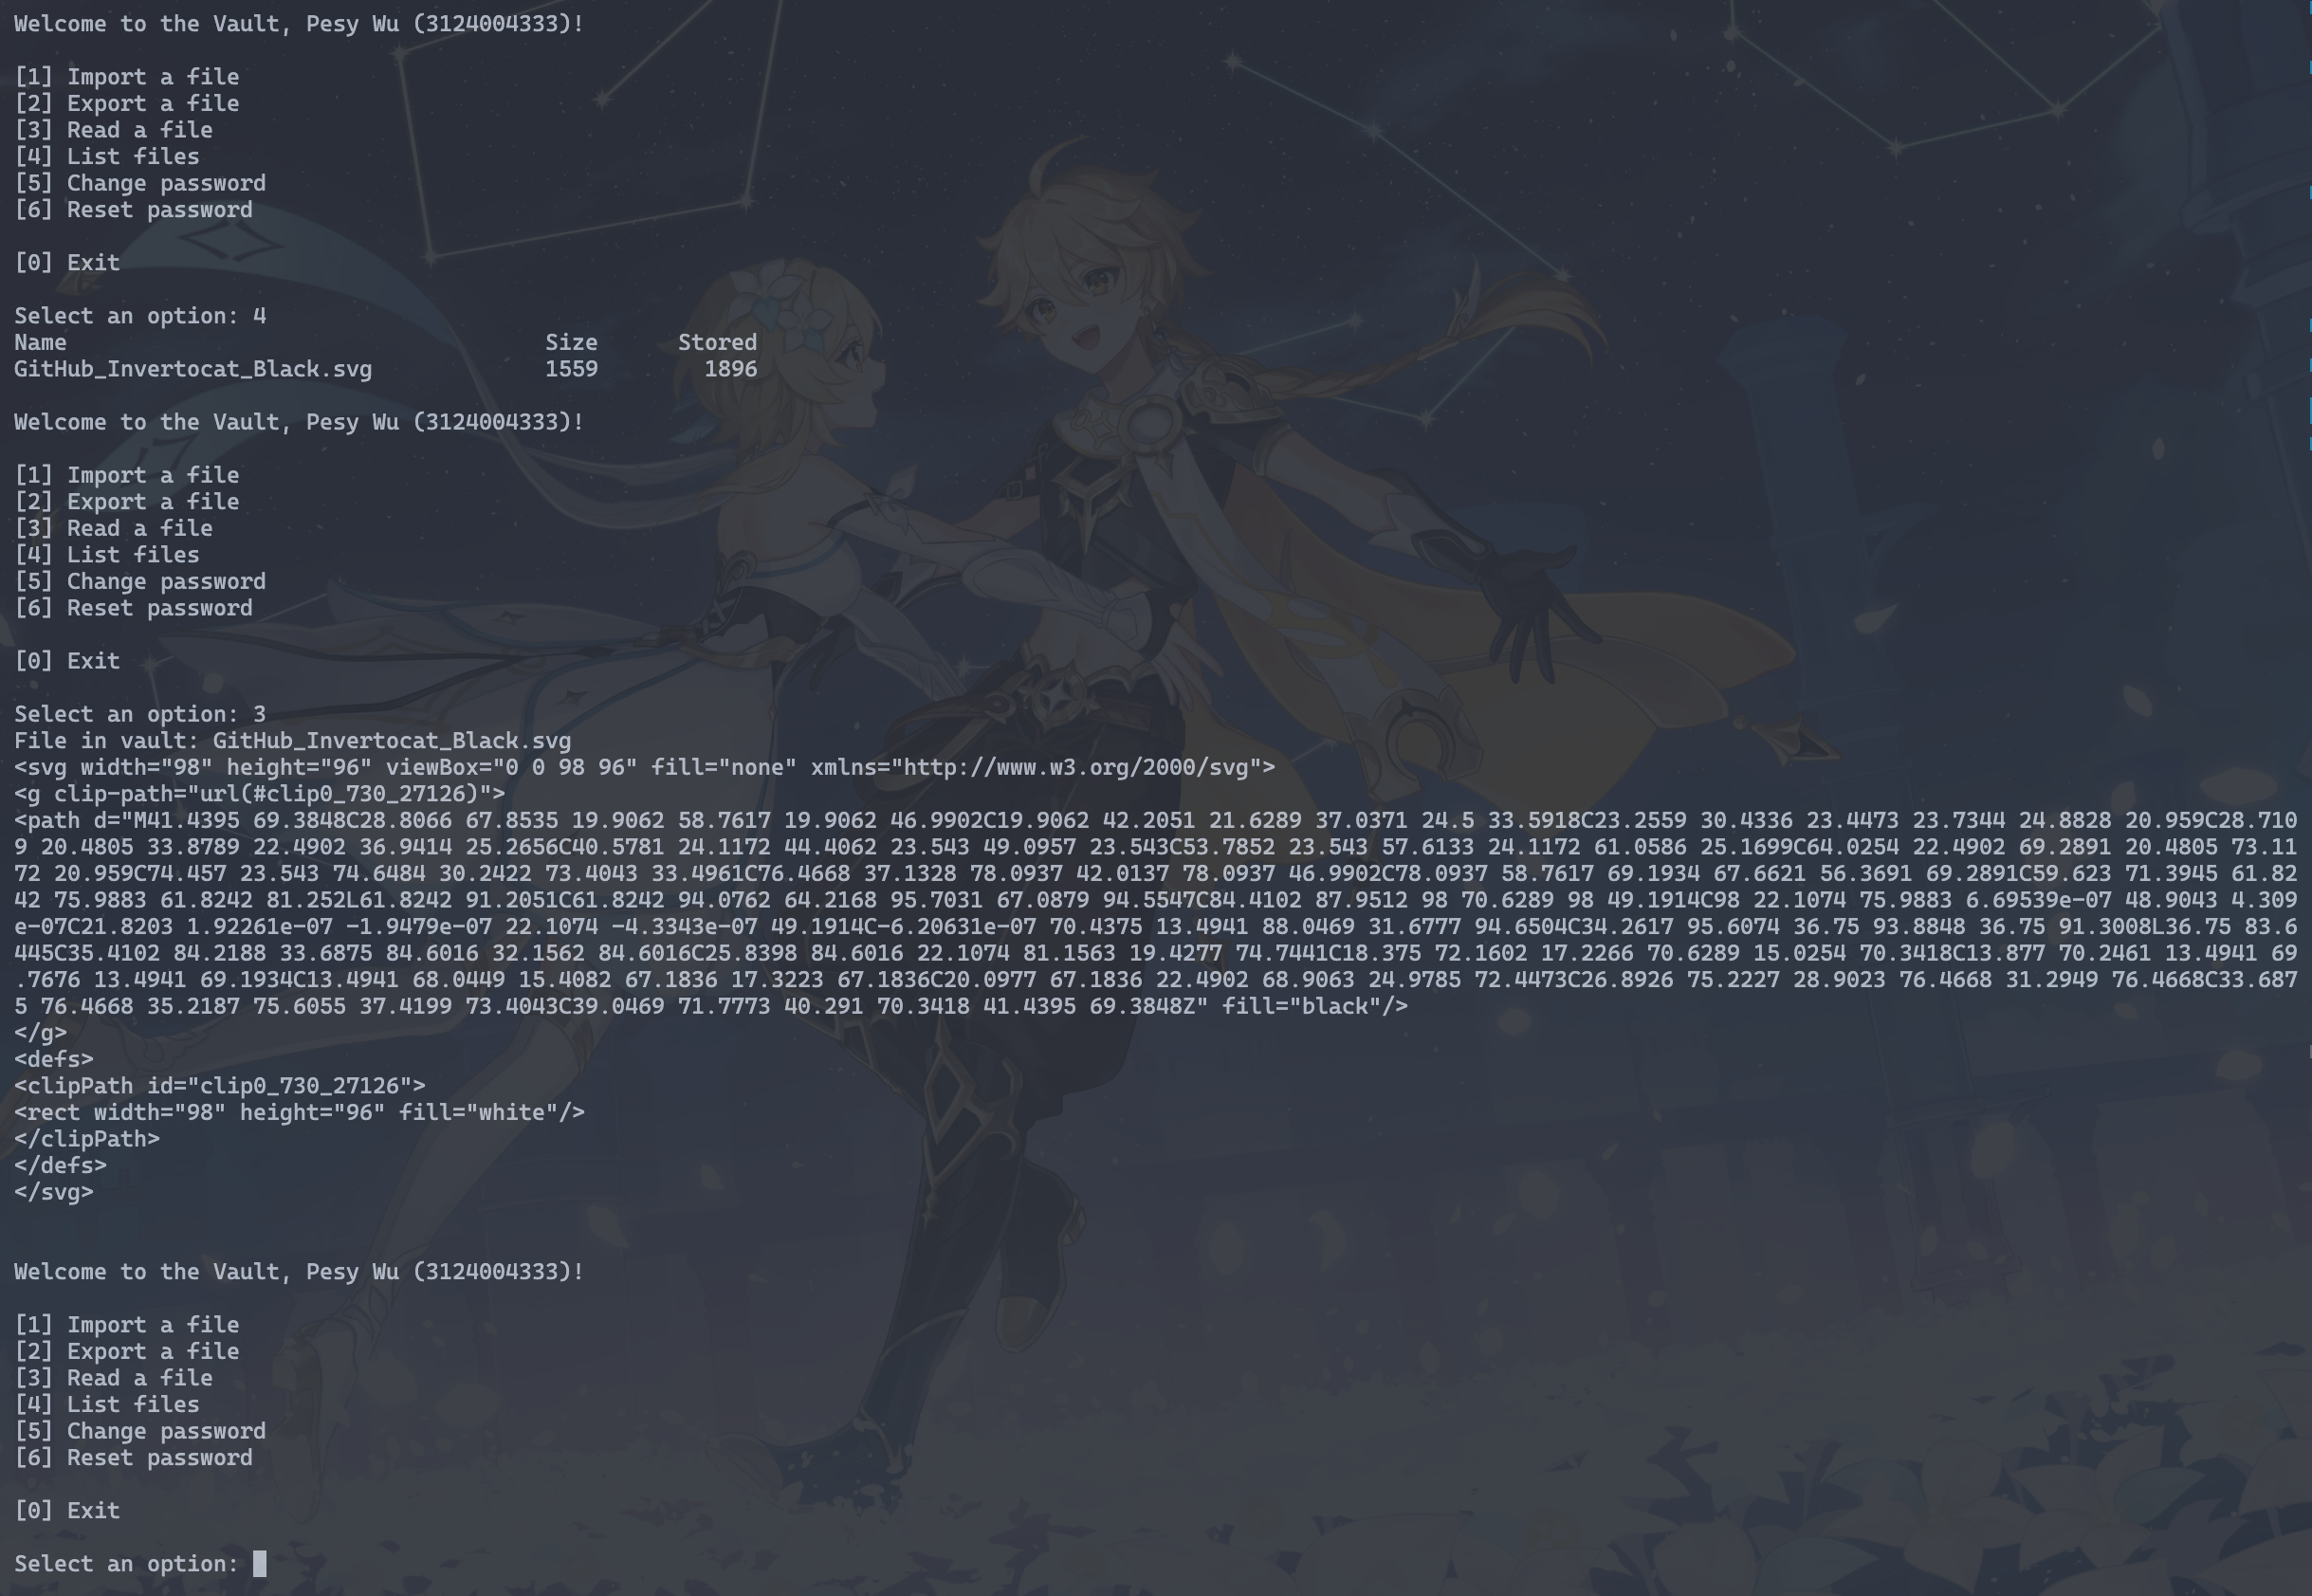 Welcome to the Vault, Pesy Wu (3124004333)!
[1] Import a file
[2] Export a file
[3] Read a file
[4] List files
[5] Change password
[6] Reset password
[0] Exit
Select an option: 4
Name Size Stored
GitHub_Invertocat_Black.svg 1559 1896
Welcome to the Vault, Pesy Wu (3124004333)!
[1] Import a file
[2] Export a file
[3] Read a file
[4] List files
[5] Change password
[6] Reset password
[0] Exit
Select an option: 3
File in vault: GitHub_Invertocat_Black.svg
<svg width="98" height="96" viewBox="0 0 98 96" fill="none" xmlns="http://www.w3.org/2000/svg">
<g clip-path="url(#clip0_730_27126)">
<path d="M41.4395 69.3848C28.8066 67.8535 19.9062 58.7617 19.9062 46.9902C19.9062 42.2051 21.6289 37.0371 24.5 33.5918C23.2559 30.4336 23.4473 23.7344 24.8828 20.959C28.710
9 20.4805 33.8789 22.4902 36.9414 25.2656C40.5781 24.1172 44.4062 23.543 49.0957 23.543C53.7852 23.543 57.6133 24.1172 61.0586 25.1699C64.0254 22.4902 69.2891 20.4805 73.11
72 20.959C74.457 23.543 74.6484 30.2422 73.4043 33.4961C76.4668 37.1328 78.0937 42.0137 78.0937 46.9902C78.0937 58.7617 69.1934 67.6621 56.3691 69.2891C59.623 71.3945 61.82
42 75.9883 61.8242 81.252L61.8242 91.2051C61.8242 94.0762 64.2168 95.7031 67.0879 94.5547C84.4102 87.9512 98 70.6289 98 49.1914C98 22.1074 75.9883 6.69539e-07 48.9043 4.309
e-07C21.8203 1.92261e-07 -1.9479e-07 22.1074 -4.3343e-07 49.1914C-6.20631e-07 70.4375 13.4941 88.0469 31.6777 94.6504C34.2617 95.6074 36.75 93.8848 36.75 91.3008L36.75 83.6
445C35.4102 84.2188 33.6875 84.6016 32.1562 84.6016C25.8398 84.6016 22.1074 81.1563 19.4277 74.7441C18.375 72.1602 17.2266 70.6289 15.0254 70.3418C13.877 70.2461 13.4941 69
.7676 13.4941 69.1934C13.4941 68.0449 15.4082 67.1836 17.3223 67.1836C20.0977 67.1836 22.4902 68.9063 24.9785 72.4473C26.8926 75.2227 28.9023 76.4668 31.2949 76.4668C33.687
5 76.4668 35.2187 75.6055 37.4199 73.4043C39.0469 71.7773 40.291 70.3418 41.4395 69.3848Z" fill="black"/>
</g>
<defs>
<clipPath id="clip0_730_27126">
<rect width="98" height="96" fill="white"/>
</clipPath>
</defs>
</svg>
Welcome to the Vault, Pesy Wu (3124004333)!
[1] Import a file
[2] Export a file
[3] Read a file
[4] List files
[5] Change password
[6] Reset password
[0] Exit
Select an option: